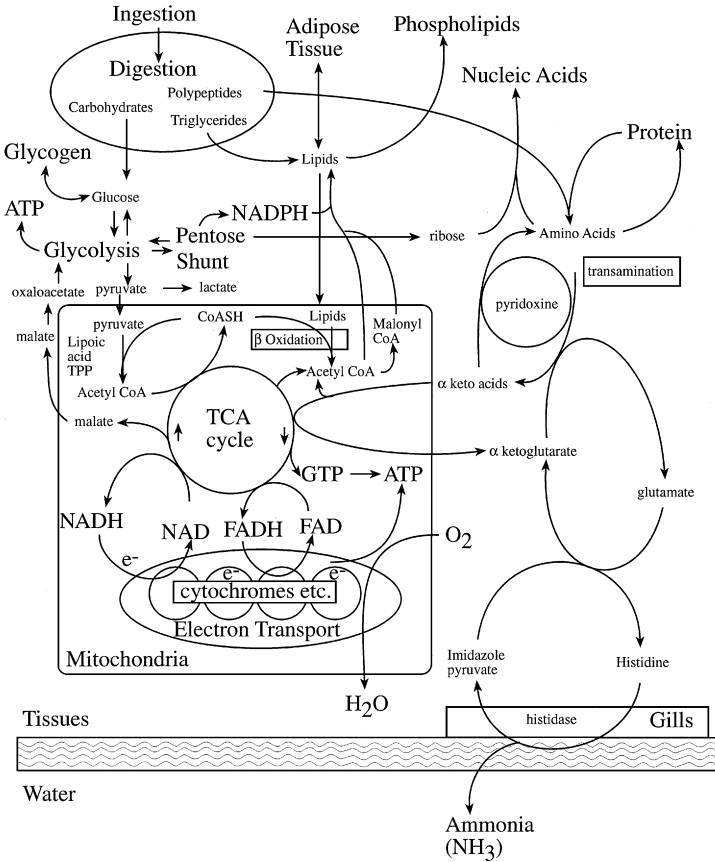 Ingestion
Adipose
Tissue
Phospholipids
Digestion
Nucleic Acids
Polypeptides
Carbohydrates
Triglycerides
Protein
Glycogen
Lipids
Glucose
ATP
NADPH
Pentose
Shunt
ribose
Amino Acids
Glycolysis
transamination
oxaloacetate
pyruvate
lactate
pyridoxine
pyruvate
CoASH
Lipids
Malonyl
CoA
malate
Lipoic
acid
TPP
β Oxidation
Acetyl CoA
Acetyl CoA
α keto acids
TCA
cycle
malate
α ketoglutarate
GTP
ATP
glutamate
NADH
NAD
FADH
FAD
O2
e-
e-
e-
cytochromes etc.
Electron Transport
Mitochondria
Imidazole
pyruvate
Histidine
H2O
Tissues
histidase
Gills
Water
Ammonia
(NH3)